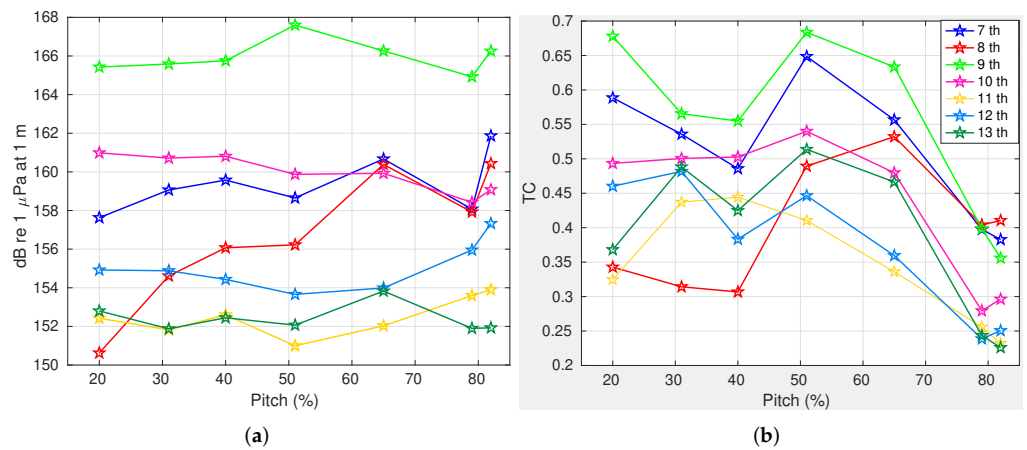 168
166
164
162
160
158
156
154
152
150
dB re 1 μPa at 1 m
20 30 40 50 60 70 80
Pitch (%)
(a)
0.7
0.65
0.6
0.55
0.5
0.45
0.4
0.35
0.3
0.25
0.2
TC
7 th
8 th
9 th
10 th
11 th
12 th
13 th
20 30 40 50 60 70 80
Pitch (%)
(b)